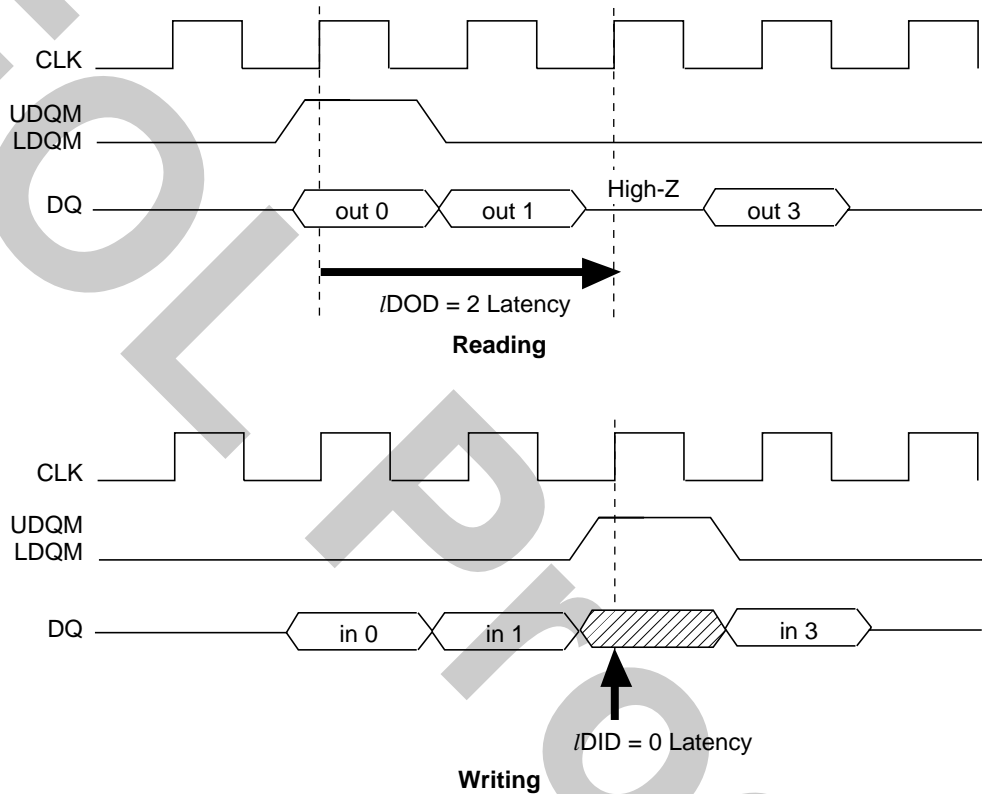 CLK
UDQM
LDQM
DQ
out 0 out 1 High-Z out 3
lDOD = 2 Latency
Reading
CLK
UDQM
LDQM
DQ
in 0 in 1 in 3
lDID = 0 Latency
Writing